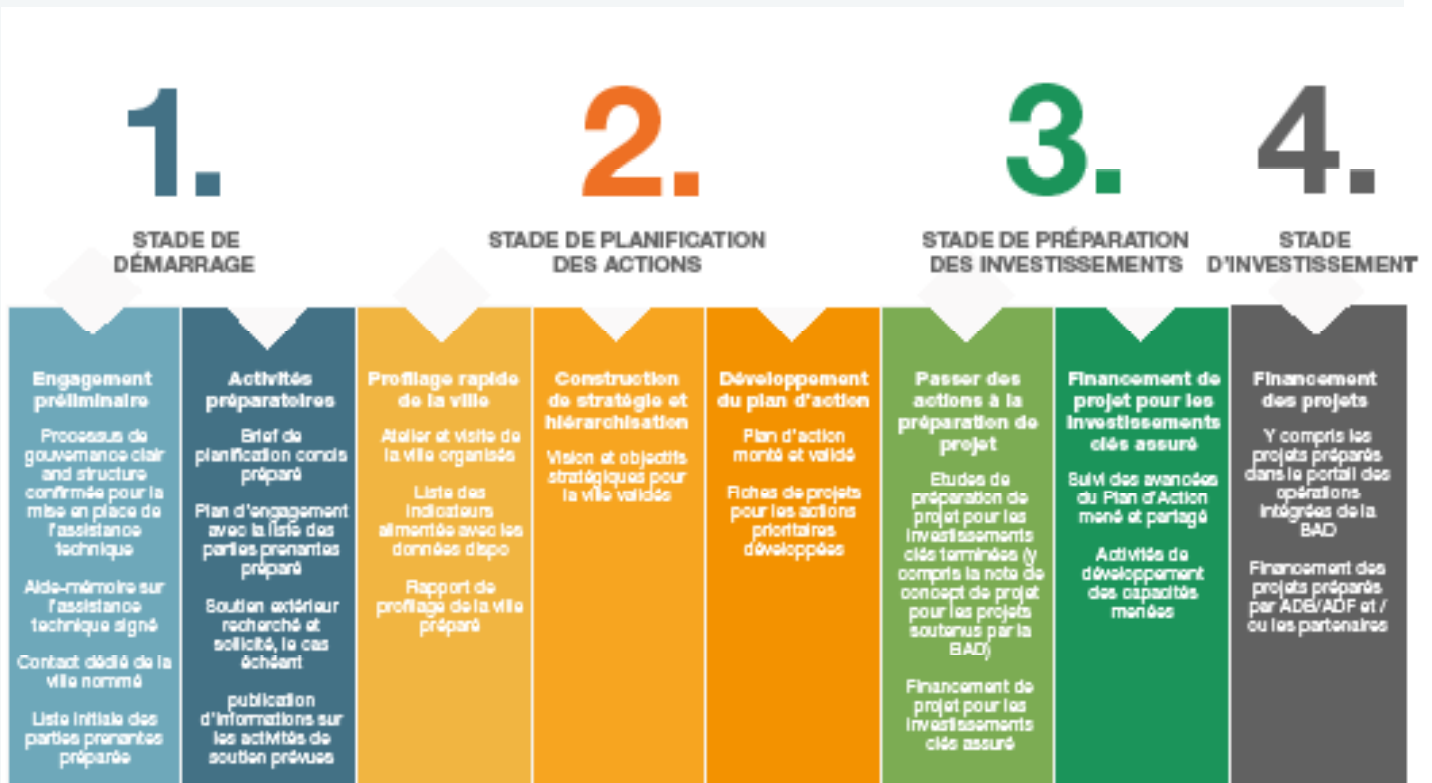 1.
STADE DE
DÉMARRAGE
2.
STADE DE PLANIFICATION
DES ACTIONS
3.
STADE DE PRÉPARATION
DES INVESTISSEMENTS
4.
STADE
D'INVESTISSEMENT
Engagement
préliminaire
Processus de
gouvernance clair
and structure
confirmée pour la
mise en place de
l'assistance
technique
Aide-mémoire sur
l'assistance
technique signé
Contact dédié de la
ville nommé
Liste initiale des
parties prenantes
préparée
Activités
préparatoires
Brief de
planification concis
préparé
Plan d'engagement
avec la liste des
parties prenantes
préparé
Soutien extérieur
recherché et
sollicité, le cas
échéant
publication
d'informations sur
les activités de
soutien prévues
Profilage rapide
de la ville
Atelier et visite de
la ville organisés
Liste des
indicateurs
alimentée avec les
données dispo
Rapport de
profilage de la ville
préparé
Construction
de stratégie et
hiérarchisation
Vision et objectifs
stratégiques pour
la ville validés
Développement
du plan d'action
Plan d'action
monté et validé
Fiches de projets
pour les actions
prioritaires
développées
Passer des
actions à la
préparation de
projet
Etudes de
préparation de
projet pour les
investissements
clés terminées (y
compris la note de
concept de projet
pour les projets
soutenus par la
BAD)
Financement de
projet pour les
investissements
clés assuré
Financement de
projet pour les
investissements
clés assuré
Suivi des avancées
du Plan d'Action
mené et partagé
Activités de
développement
des capacités
menées
Financement
des projets
Y compris les
projets préparés
dans le portail des
opérations
intégrées de la
BAD
Financement des
projets préparés
par ADB/ADF et /
ou les partenaires